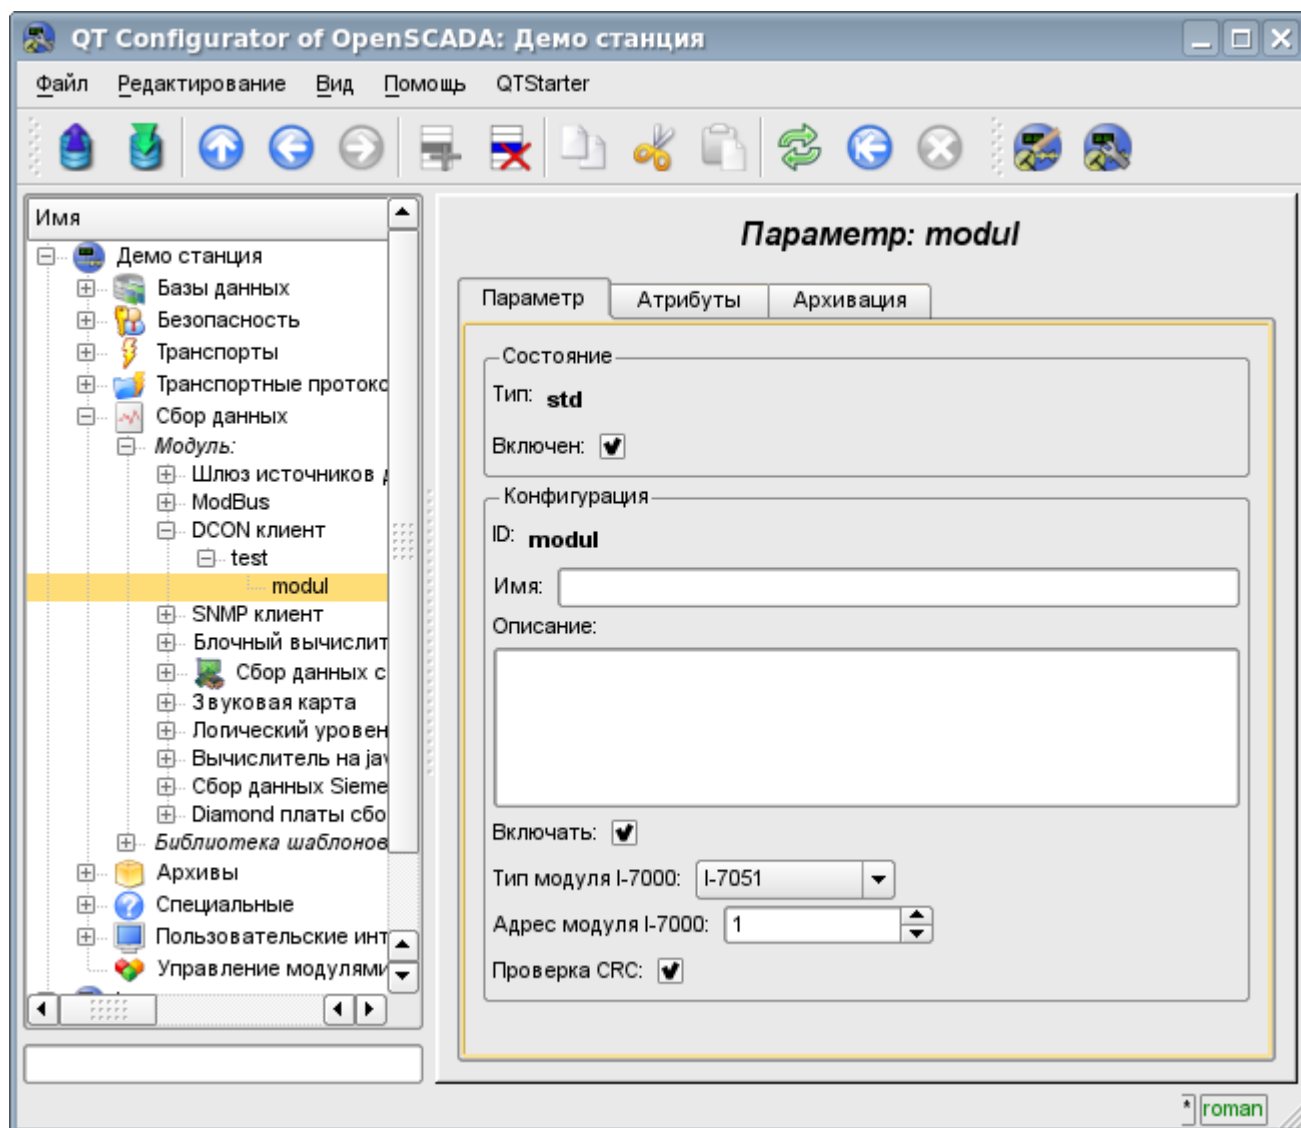 QT Configurator of OpenSCADA: Демо станция
Файл Редактирование Вид Помощь QTStarter
Имя
Демо станция
Базы данных
Безопасность
Транспорты
Транспортные протокс
Сбор данных
Модуль:
Шлюз источников д
ModBus
DCON клиент
test
modul
SNMP клиент
Блочный вычислит
Сбор данных с
Звуковая карта
Логический уровен
Вычислитель на jav
Сбор данных Sieme
Diamond платы сбо
Библиотека шаблонов
Архивы
Специальные
Пользовательские инт
Управление модулями
Параметр: modul
Параметр Атрибуты Архивация
Состояние
Тип: std
Включен:
Конфигурация
ID: modul
Имя:
Описание:
Включать:
Тип модуля I-7000: I-7051
Адрес модуля I-7000: 1
Проверка CRC:
* roman